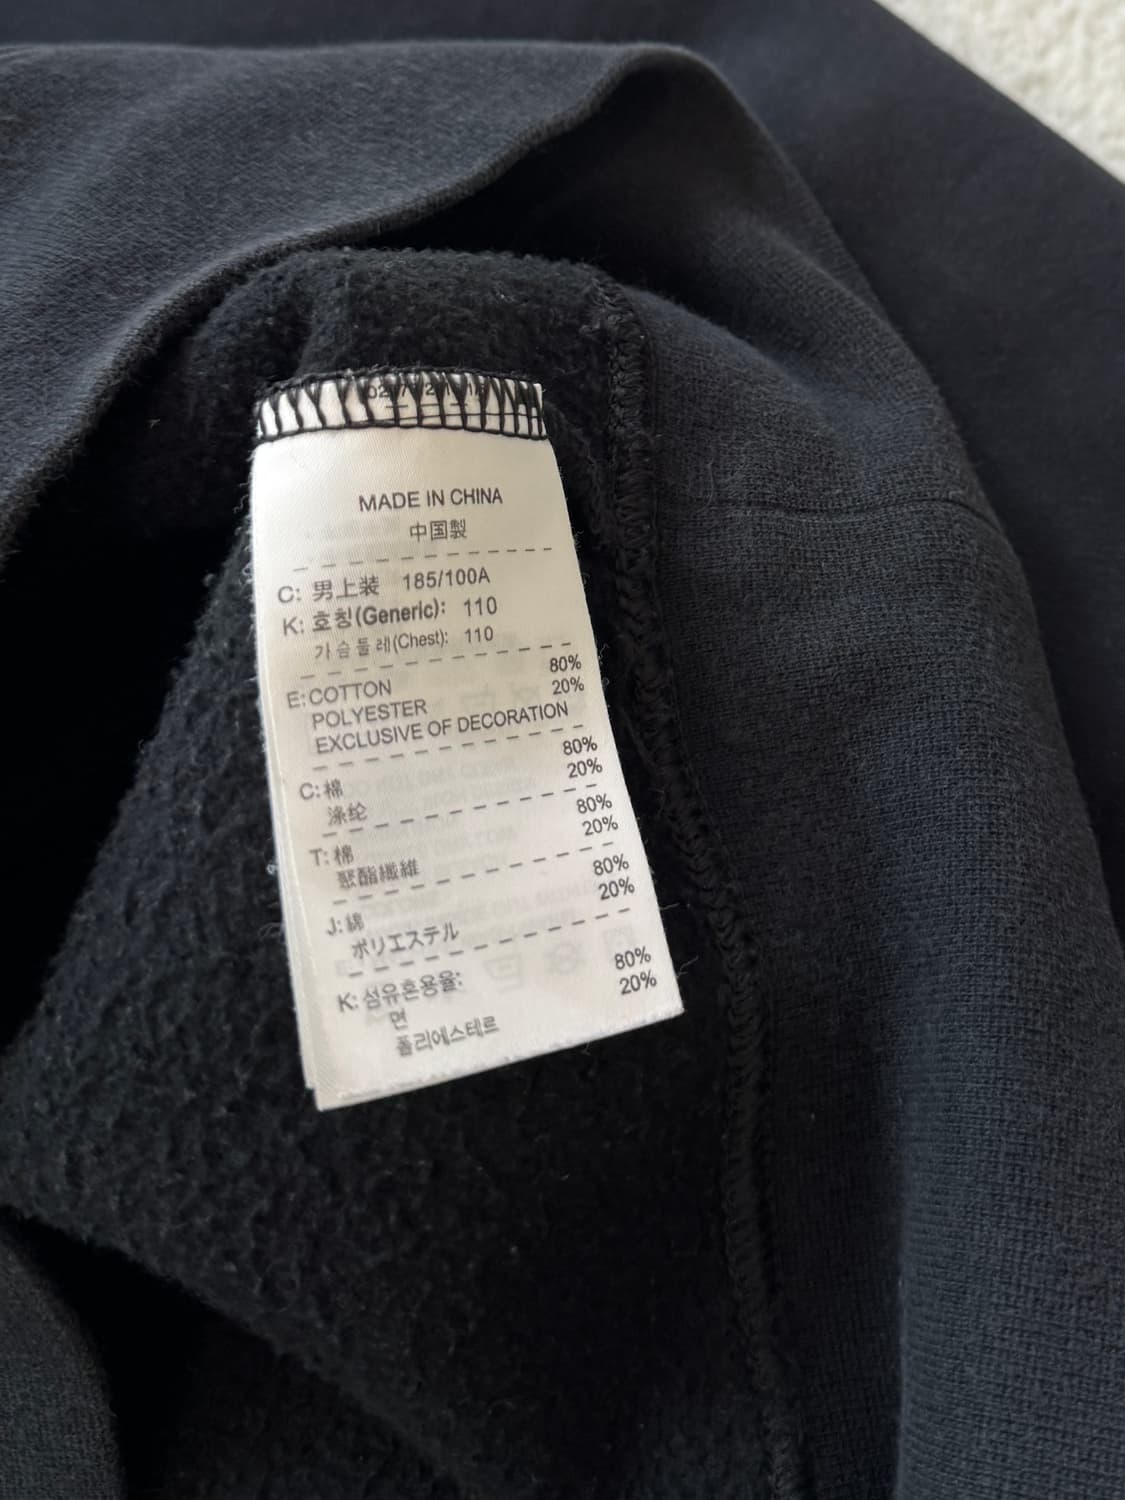 MADE IN CHINA
中国製
C: 男上装 185/100A
K: 호칭(Generic): 110
가슴둘레(Chest): 110
E: COTTON 80%
POLYESTER 20%
EXCLUSIVE OF DECORATION
C: 棉 80%
涤纶 20%
T: 棉 80%
聚酯纖維 20%
J: 綿 80%
ポリエステル 20%
K: 섬유혼용율:
면 80%
폴리에스테르 20%